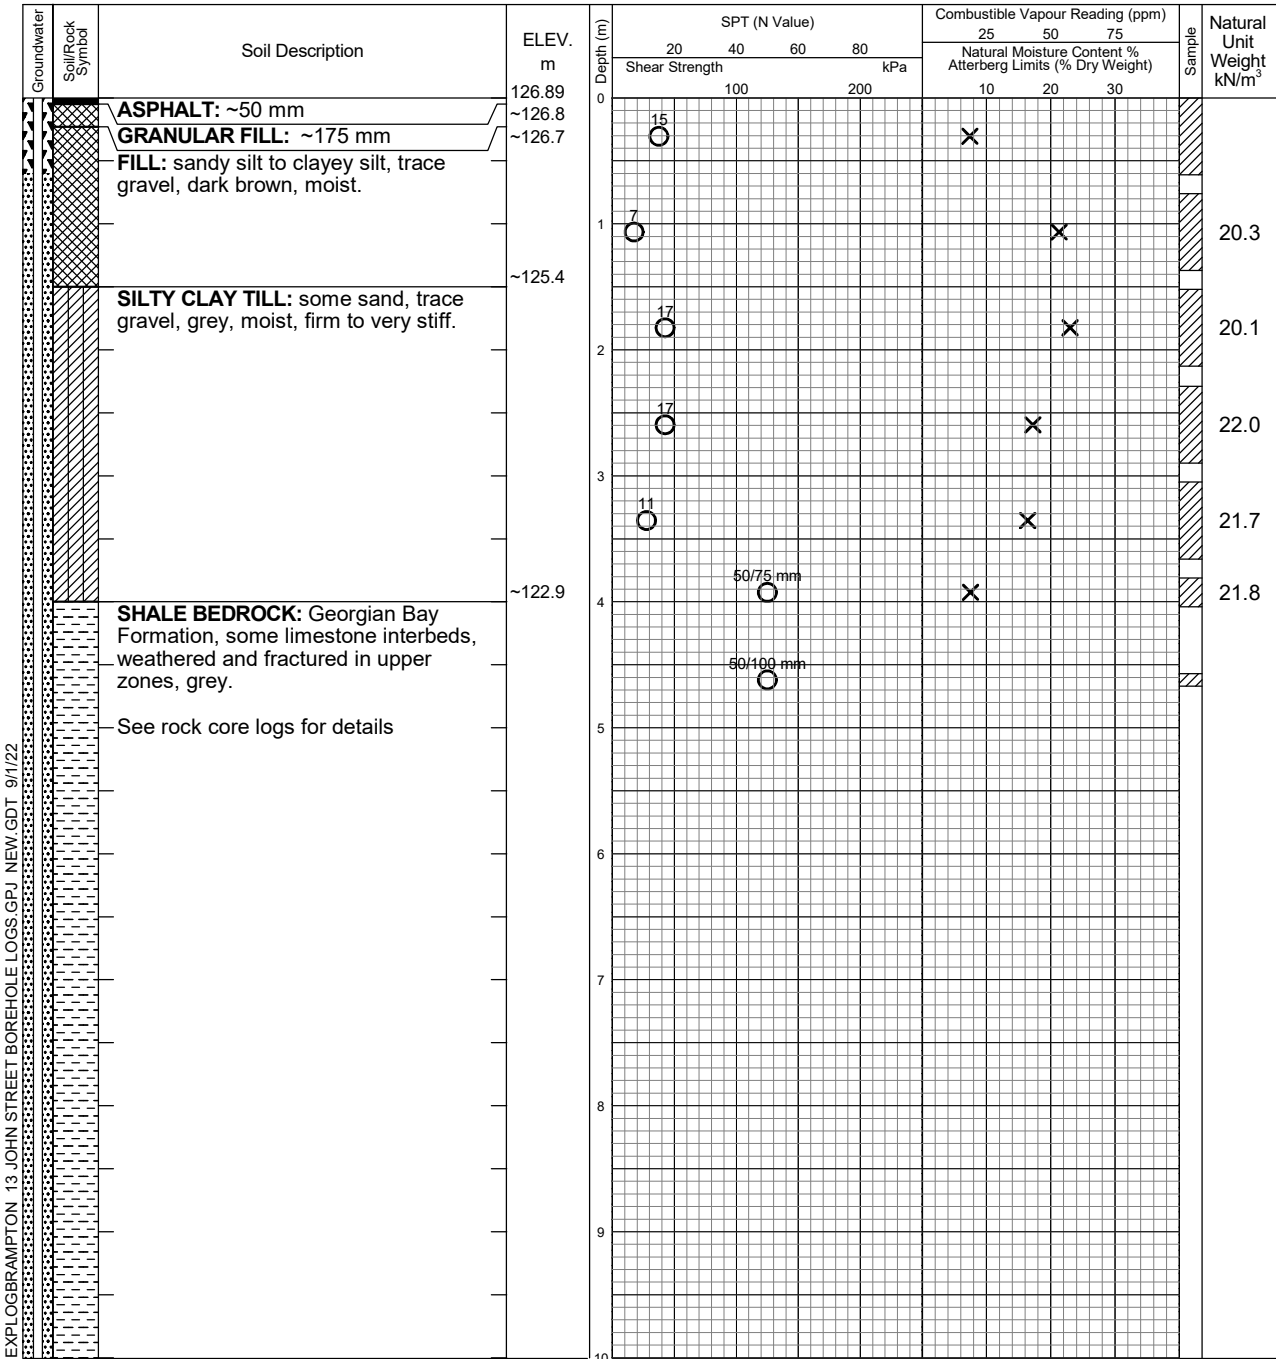 Groundwater
Soil/Rock
Symbol
Soil Description
ELEV.
m
126.89
Depth (m)
SPT (N Value)
20 40 60 80
Shear Strength kPa
100 200
Combustible Vapour Reading (ppm)
25 50 75
Natural Moisture Content %
Atterberg Limits (% Dry Weight)
10 20 30
Sample
Natural
Unit
Weight
kN/m³
0
ASPHALT: ~50 mm
~126.8
GRANULAR FILL: ~175 mm
~126.7
15
FILL: sandy silt to clayey silt, trace
gravel, dark brown, moist.
7
1
20.3
~125.4
SILTY CLAY TILL: some sand, trace
gravel, grey, moist, firm to very stiff.
17
20.1
2
17
22.0
3
11
21.7
50/75 mm
~122.9
21.8
4
SHALE BEDROCK: Georgian Bay
Formation, some limestone interbeds,
weathered and fractured in upper
zones, grey.
50/100 mm
See rock core logs for details
5
6
7
8
9
10
EXPLOGBRAMPTON 13 JOHN STREET BOREHOLE LOGS.GPJ NEW.GDT 9/1/22